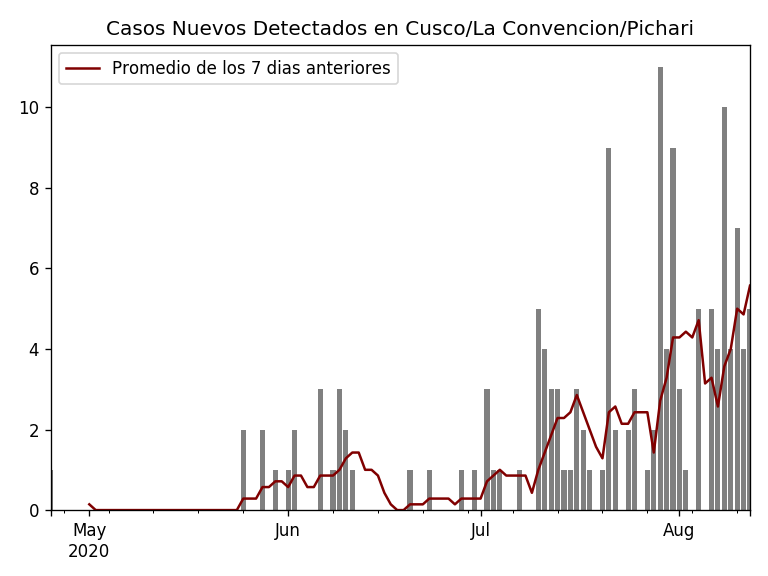 Casos Nuevos Detectados en Cusco/La Convencion/Pichari
Promedio de los 7 dias anteriores
10
8
6
4
2
0
May Jun Jul Aug
2020